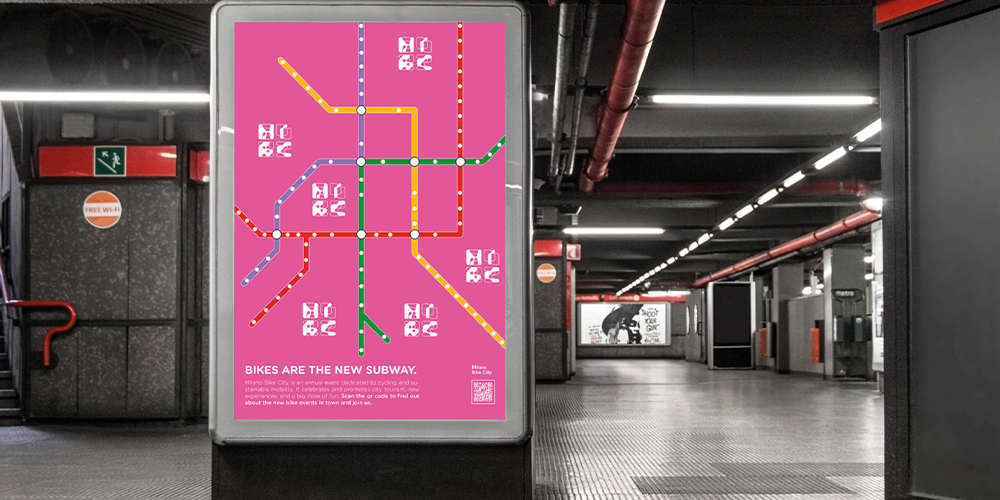 FREE WI-FI
BIKES ARE THE NEW SUBWAY.
Milano Bike City is an annual event dedicated to cycling and su-
stainable mobility. It celebrates and promotes city tourism, new
experiences, and a big dose of fun. Scan the qr code to find out
about the new bike events in town and join us.
Milano
Bike City
metro
SHOOT
YOUR
GUN